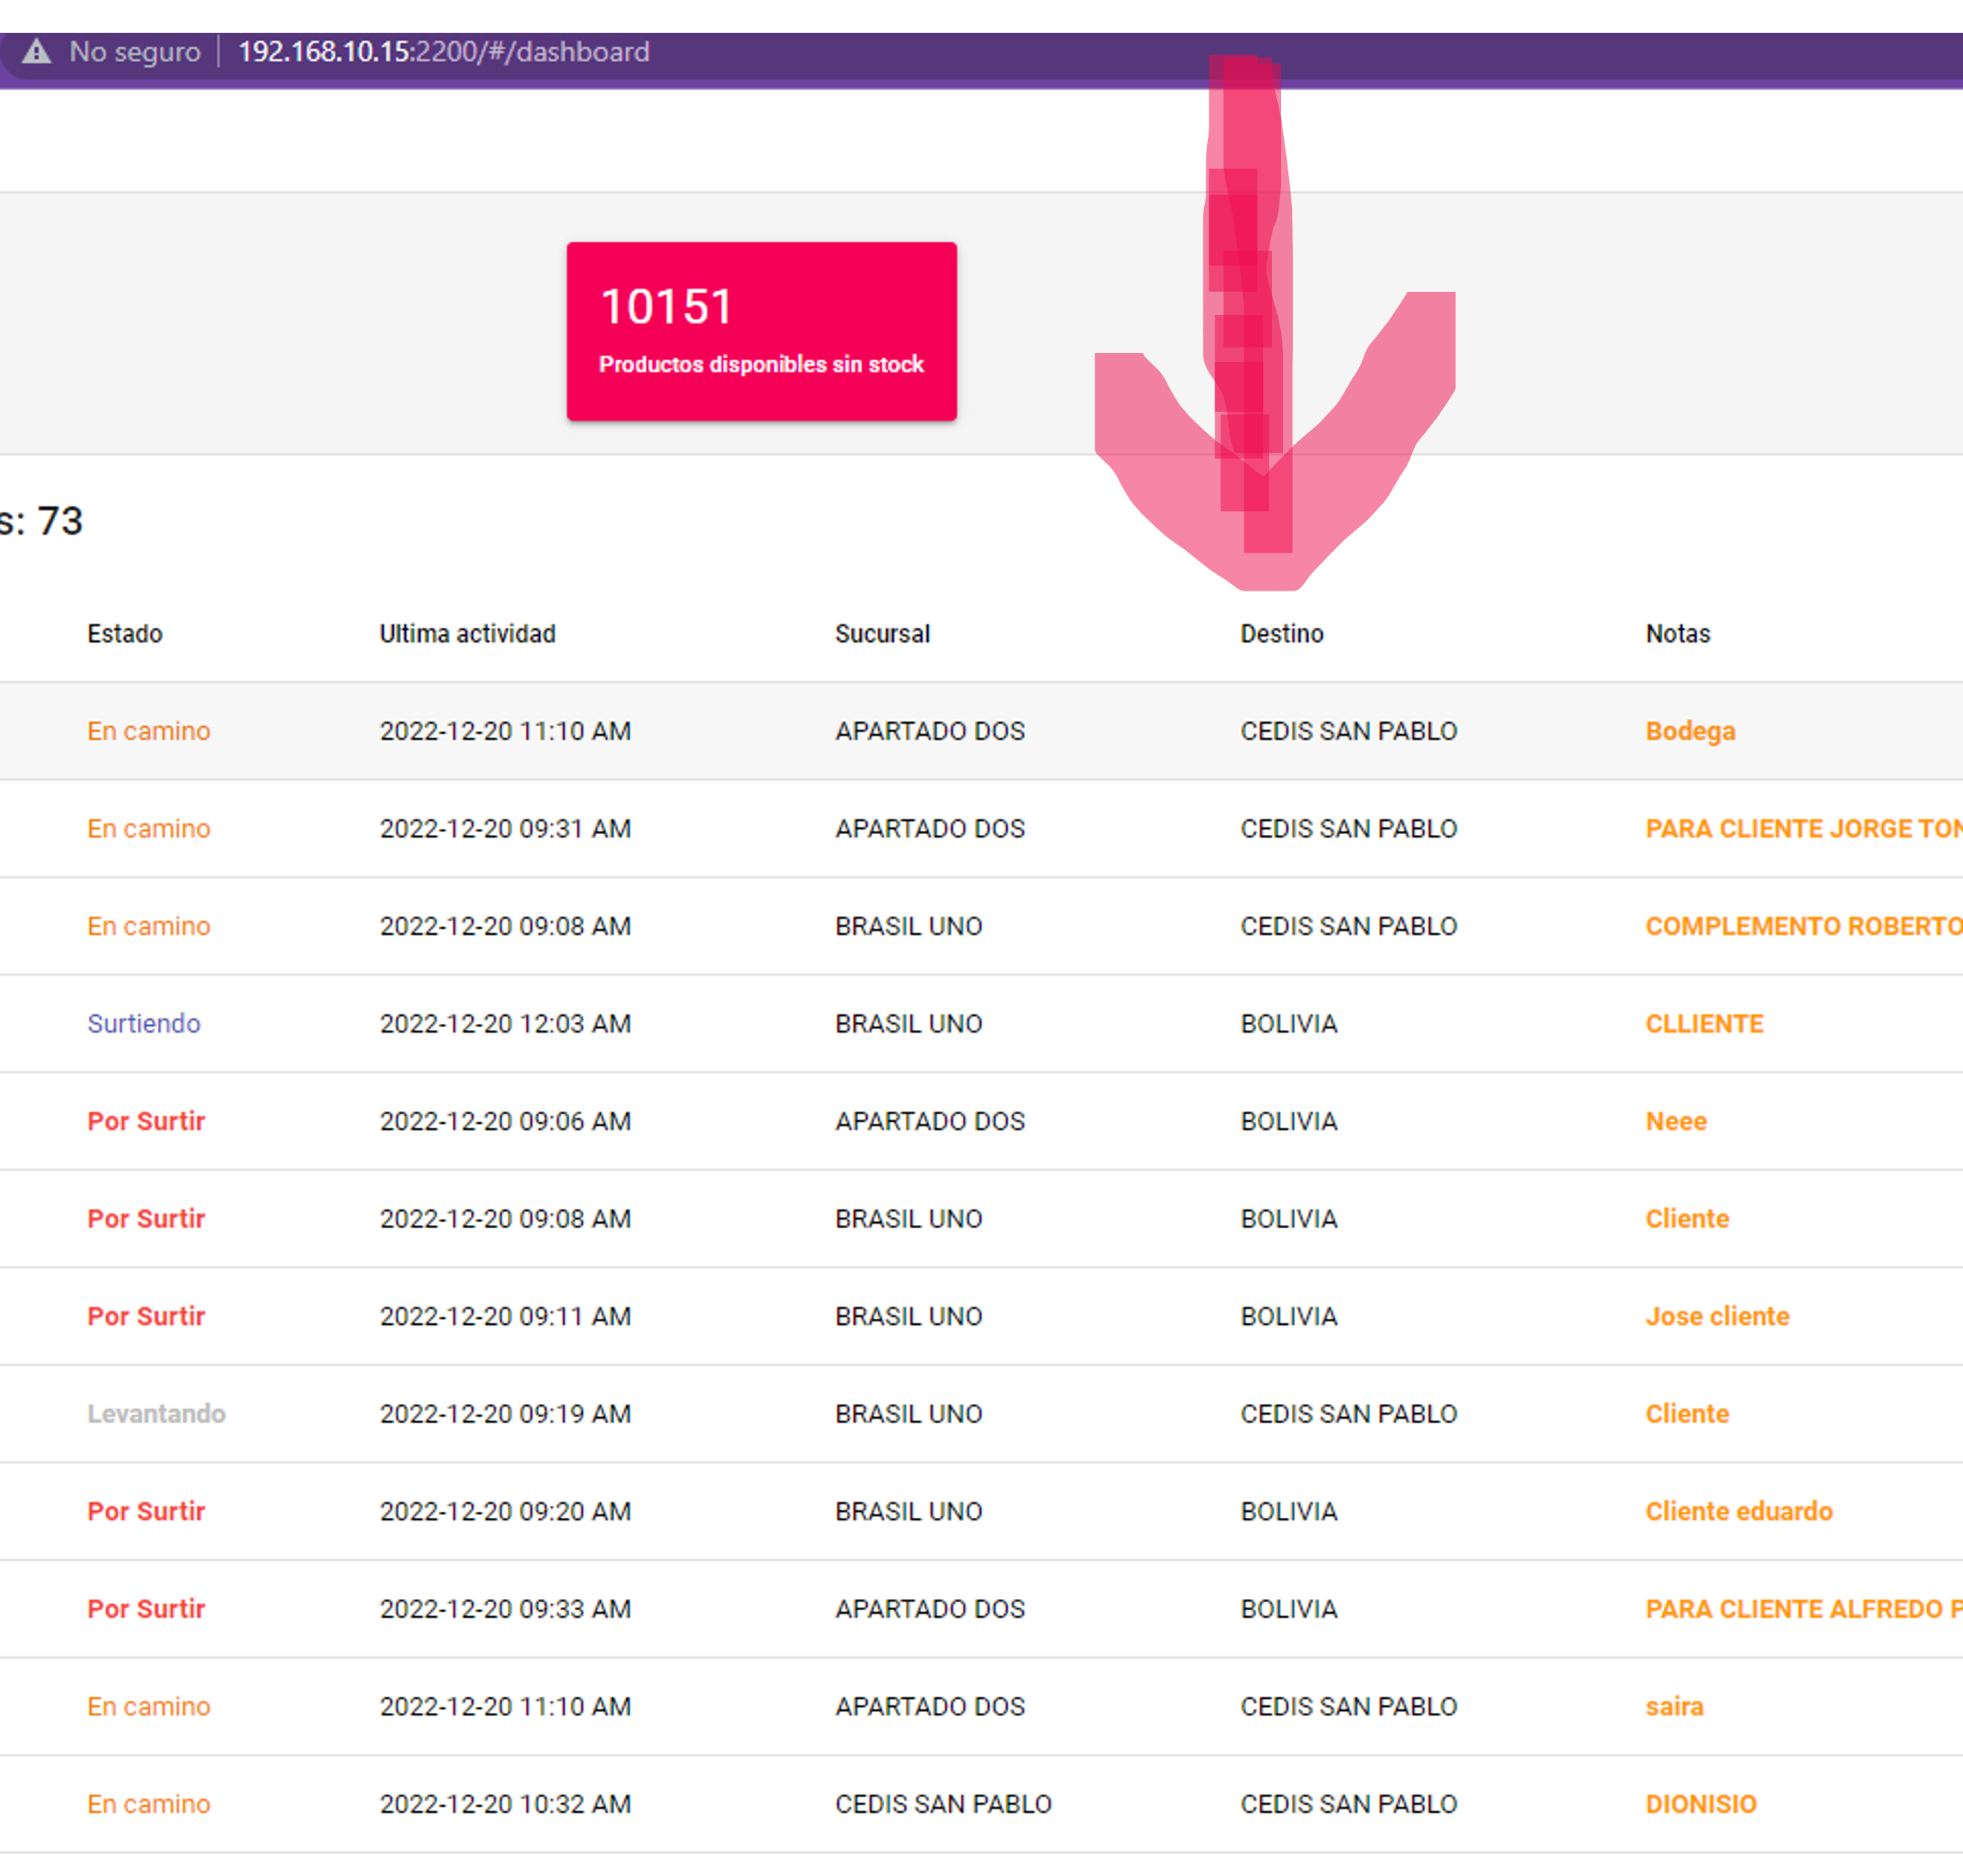 No seguro 192.168.10.15:2200/#/dashboard
10151
Productos disponibles sin stock
s: 73
Estado Ultima actividad Sucursal Destino Notas
En camino 2022-12-20 11:10 AM APARTADO DOS CEDIS SAN PABLO Bodega
En camino 2022-12-20 09:31 AM APARTADO DOS CEDIS SAN PABLO PARA CLIENTE JORGE
En camino 2022-12-20 09:08 AM BRASIL UNO CEDIS SAN PABLO COMPLEMENTO ROBERTO
Surtiendo 2022-12-20 12:03 AM BRASIL UNO BOLIVIA CLLIENTE
Por Surtir 2022-12-20 09:06 AM APARTADO DOS BOLIVIA Neee
Por Surtir 2022-12-20 09:08 AM BRASIL UNO BOLIVIA Cliente
Por Surtir 2022-12-20 09:11 AM BRASIL UNO BOLIVIA Jose cliente
Levantando 2022-12-20 09:19 AM BRASIL UNO CEDIS SAN PABLO Cliente
Por Surtir 2022-12-20 09:20 AM BRASIL UNO BOLIVIA Cliente eduardo
Por Surtir 2022-12-20 09:33 AM APARTADO DOS BOLIVIA PARA CLIENTE ALFREDO
En camino 2022-12-20 11:10 AM APARTADO DOS CEDIS SAN PABLO saira
En camino 2022-12-20 10:32 AM CEDIS SAN PABLO CEDIS SAN PABLO DIONISIO